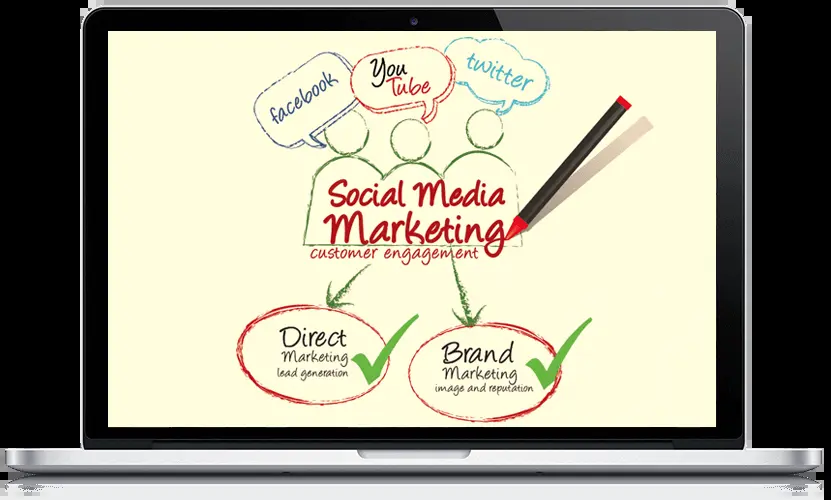 facebook
You
Tube
twitter
Social Media
Marketing
customer engagement
Direct
Marketing
lead generation
Brand
Marketing
image and reputation